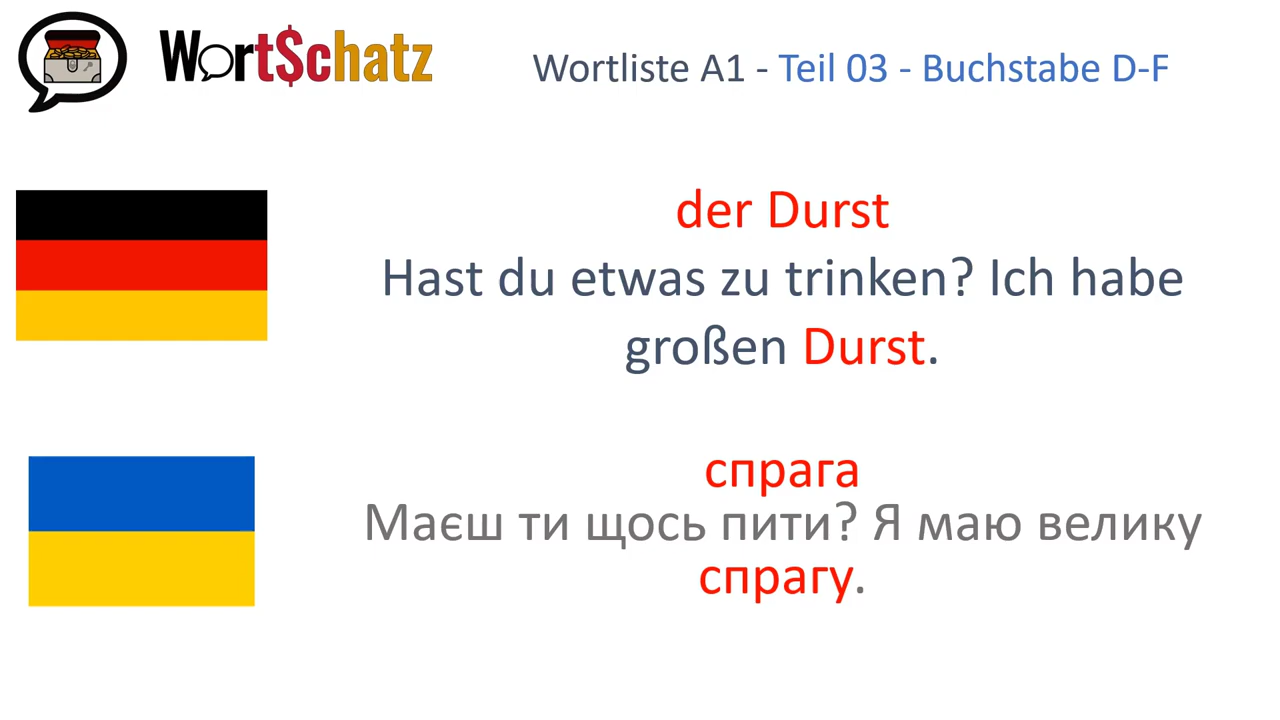 Wort$chatz
Wortliste A1 - Teil 03 - Buchstabe D-F
der Durst
Hast du etwas zu trinken? Ich habe
großen Durst.
спрага
Маєш ти щось пити? Я маю велику
спрагу.